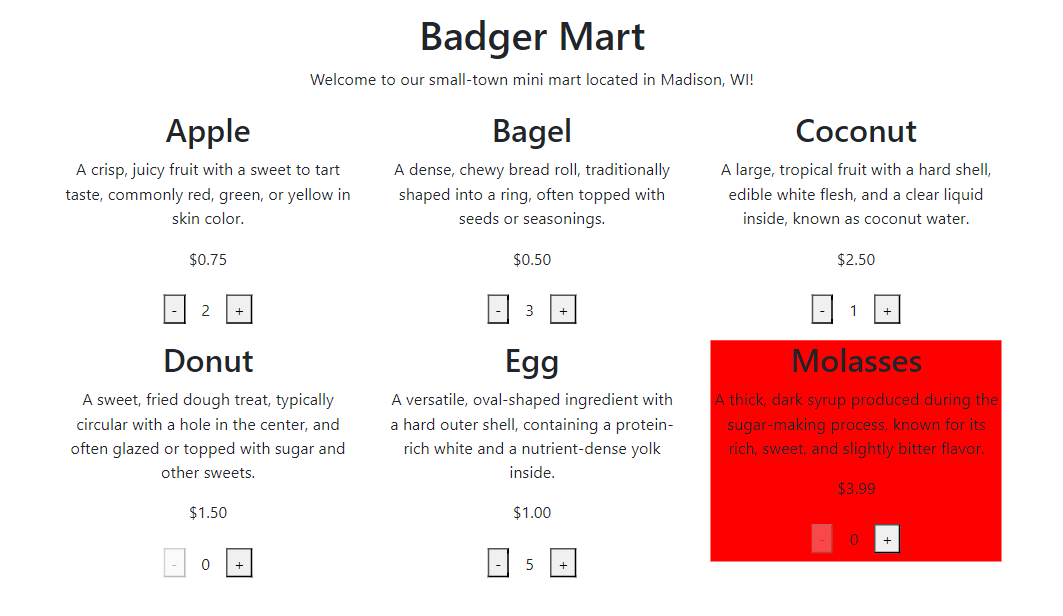 Badger Mart
Welcome to our small-town mini mart located in Madison, WI!
Apple
A crisp, juicy fruit with a sweet to tart
taste, commonly red, green, or yellow in
skin color.
$0.75
- 2 +
Bagel
A dense, chewy bread roll, traditionally
shaped into a ring, often topped with
seeds or seasonings.
$0.50
- 3 +
Coconut
A large, tropical fruit with a hard shell,
edible white flesh, and a clear liquid
inside, known as coconut water.
$2.50
- 1 +
Donut
A sweet, fried dough treat, typically
circular with a hole in the center, and
often glazed or topped with sugar and
other sweets.
$1.50
- 0 +
Egg
A versatile, oval-shaped ingredient with
a hard outer shell, containing a protein-
rich white and a nutrient-dense yolk
inside.
$1.00
- 5 +
Molasses
A thick, dark syrup produced during the
sugar-making process, known for its
rich, sweet, and slightly bitter flavor.
$3.99
- 0 +